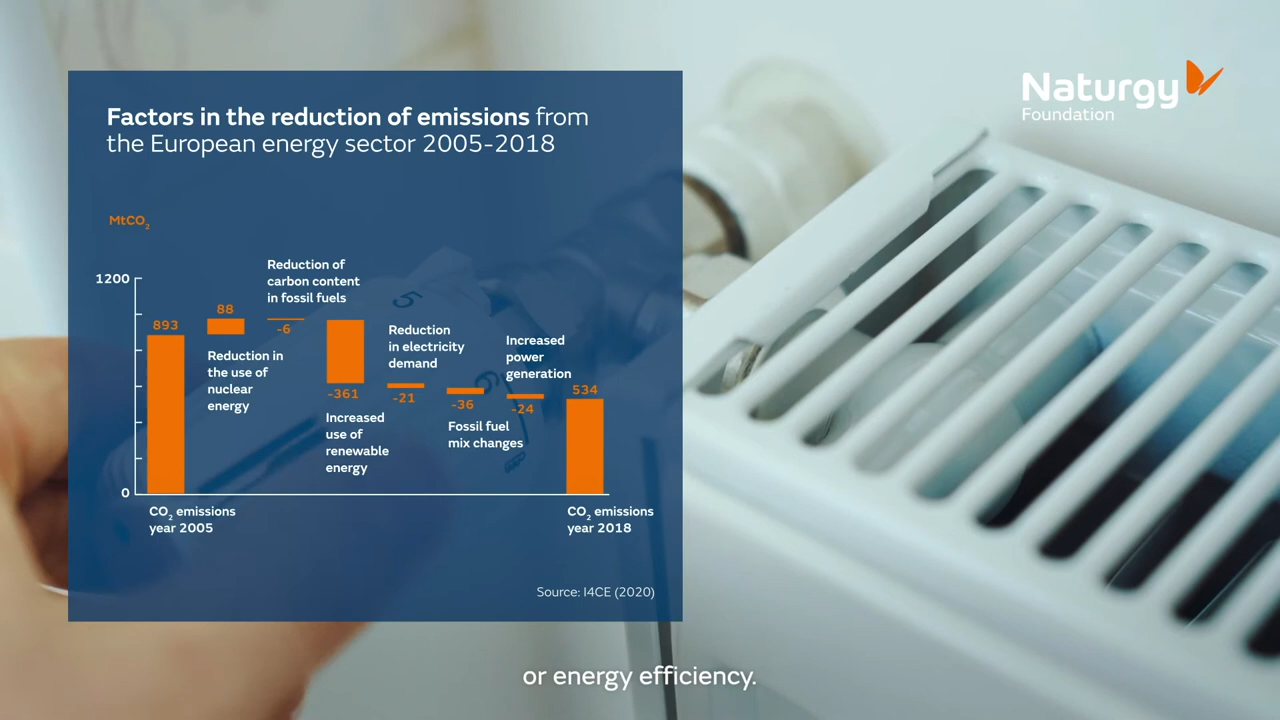 Naturgy
Foundation
Factors in the reduction of emissions from
the European energy sector 2005-2018
MtCO₂
1200
0
893
CO₂ emissions
year 2005
88
Reduction in
the use of
nuclear
energy
Reduction of
carbon content
in fossil fuels
-6
-361
Increased
use of
renewable
energy
Reduction
in electricity
demand
-21
-36
Fossil fuel
mix changes
Increased
power
generation
-24
534
CO₂ emissions
year 2018
Source: I4CE (2020)
5
6
or energy efficiency.